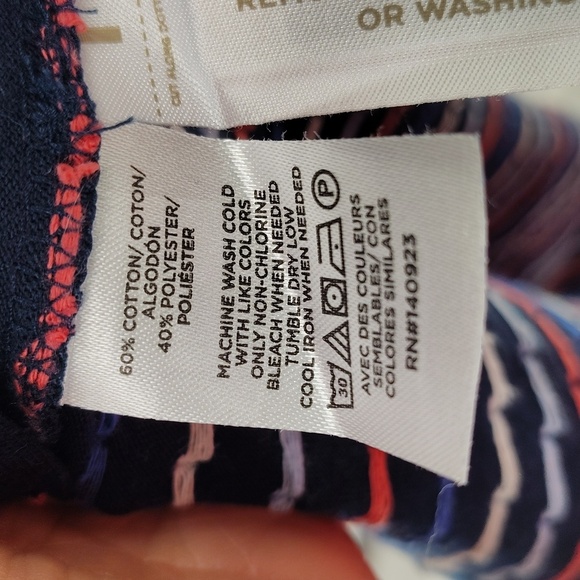 OR WASHING
60% COTTON/ COTON/
ALGODÓN
40% POLYESTER/
POLIÉSTER
MACHINE WASH COLD
WITH LIKE COLORS
ONLY NON-CHLORINE
BLEACH WHEN NEEDED
TUMBLE DRY LOW
COOL IRON WHEN NEEDED
30 P
AVEC DES COULEURS
SEMBLABLES/ CON
COLORES SIMILARES
RN#140923